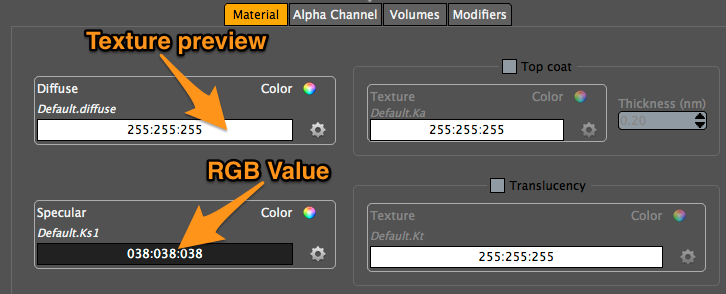 Material Alpha Channel Volumes Modifiers
Texture preview
Top coat
Diffuse Color
Default.diffuse
255:255:255
Texture Color
Default.Ka
255:255:255
Thickness (nm)
0.20
RGB Value
Translucency
Specular Color
Default.Ks1
038:038:038
Texture Color
Default.Kt
255:255:255